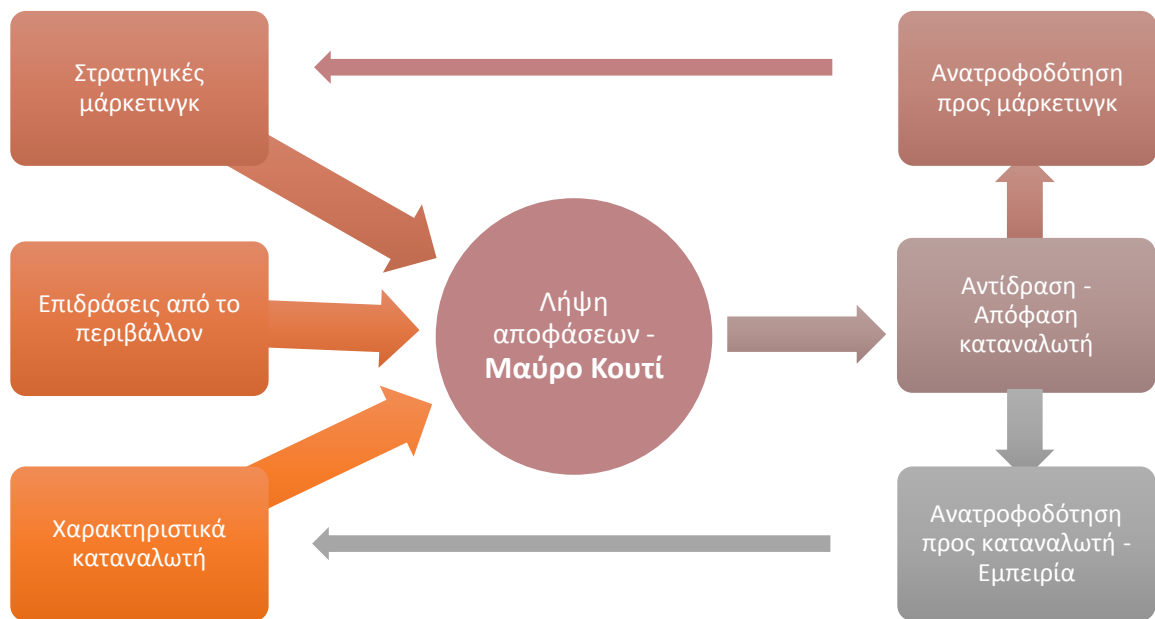 Στρατηγικές
μάρκετινγκ
Ανατροφοδότηση
προς μάρκετινγκ
Επιδράσεις από το
περιβάλλον
Λήψη
αποφάσεων -
Μαύρο Κουτί
Αντίδραση -
Απόφαση
καταναλωτή
Χαρακτηριστικά
καταναλωτή
Ανατροφοδότηση
προς καταναλωτή -
Εμπειρία